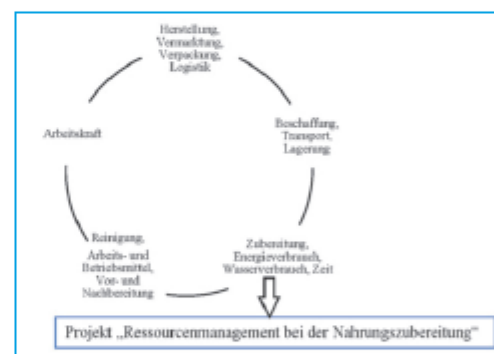 Herstellung,
Vermarktung,
Verpackung,
Logistik
Beschaffung,
Transport,
Lagerung
Zubereitung,
Energieverbrauch,
Wasserverbrauch, Zeit
Reinigung,
Arbeits- und
Betriebsmittel,
Vor- und
Nachbereitung
Arbeitskraft
Projekt „Ressourcenmanagement bei der Nahrungszubereitung“